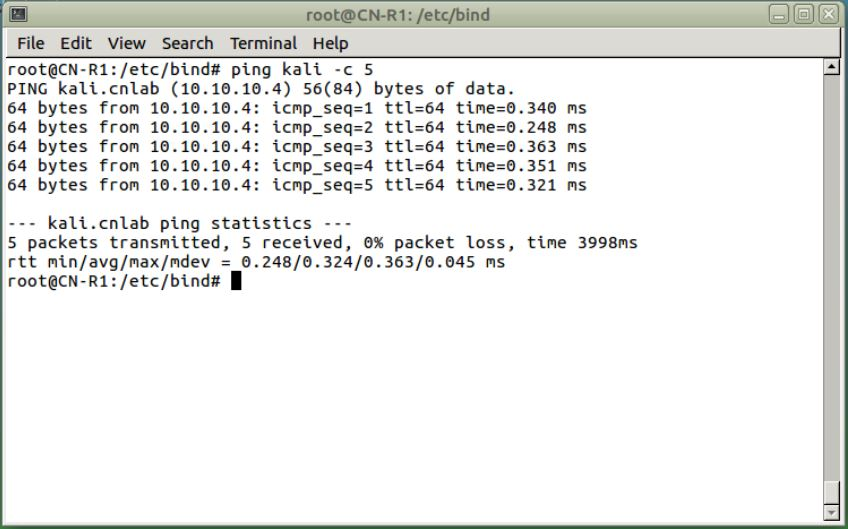 root@CN-R1: /etc/bind
File Edit View Search Terminal Help
root@CN-R1:/etc/bind# ping kali -c 5
PING kali.cnlab (10.10.10.4) 56(84) bytes of data.
64 bytes from 10.10.10.4: icmp_seq=1 ttl=64 time=0.340 ms
64 bytes from 10.10.10.4: icmp_seq=2 ttl=64 time=0.248 ms
64 bytes from 10.10.10.4: icmp_seq=3 ttl=64 time=0.363 ms
64 bytes from 10.10.10.4: icmp_seq=4 ttl=64 time=0.351 ms
64 bytes from 10.10.10.4: icmp_seq=5 ttl=64 time=0.321 ms
--- kali.cnlab ping statistics ---
5 packets transmitted, 5 received, 0% packet loss, time 3998ms
rtt min/avg/max/mdev = 0.248/0.324/0.363/0.045 ms
root@CN-R1:/etc/bind#